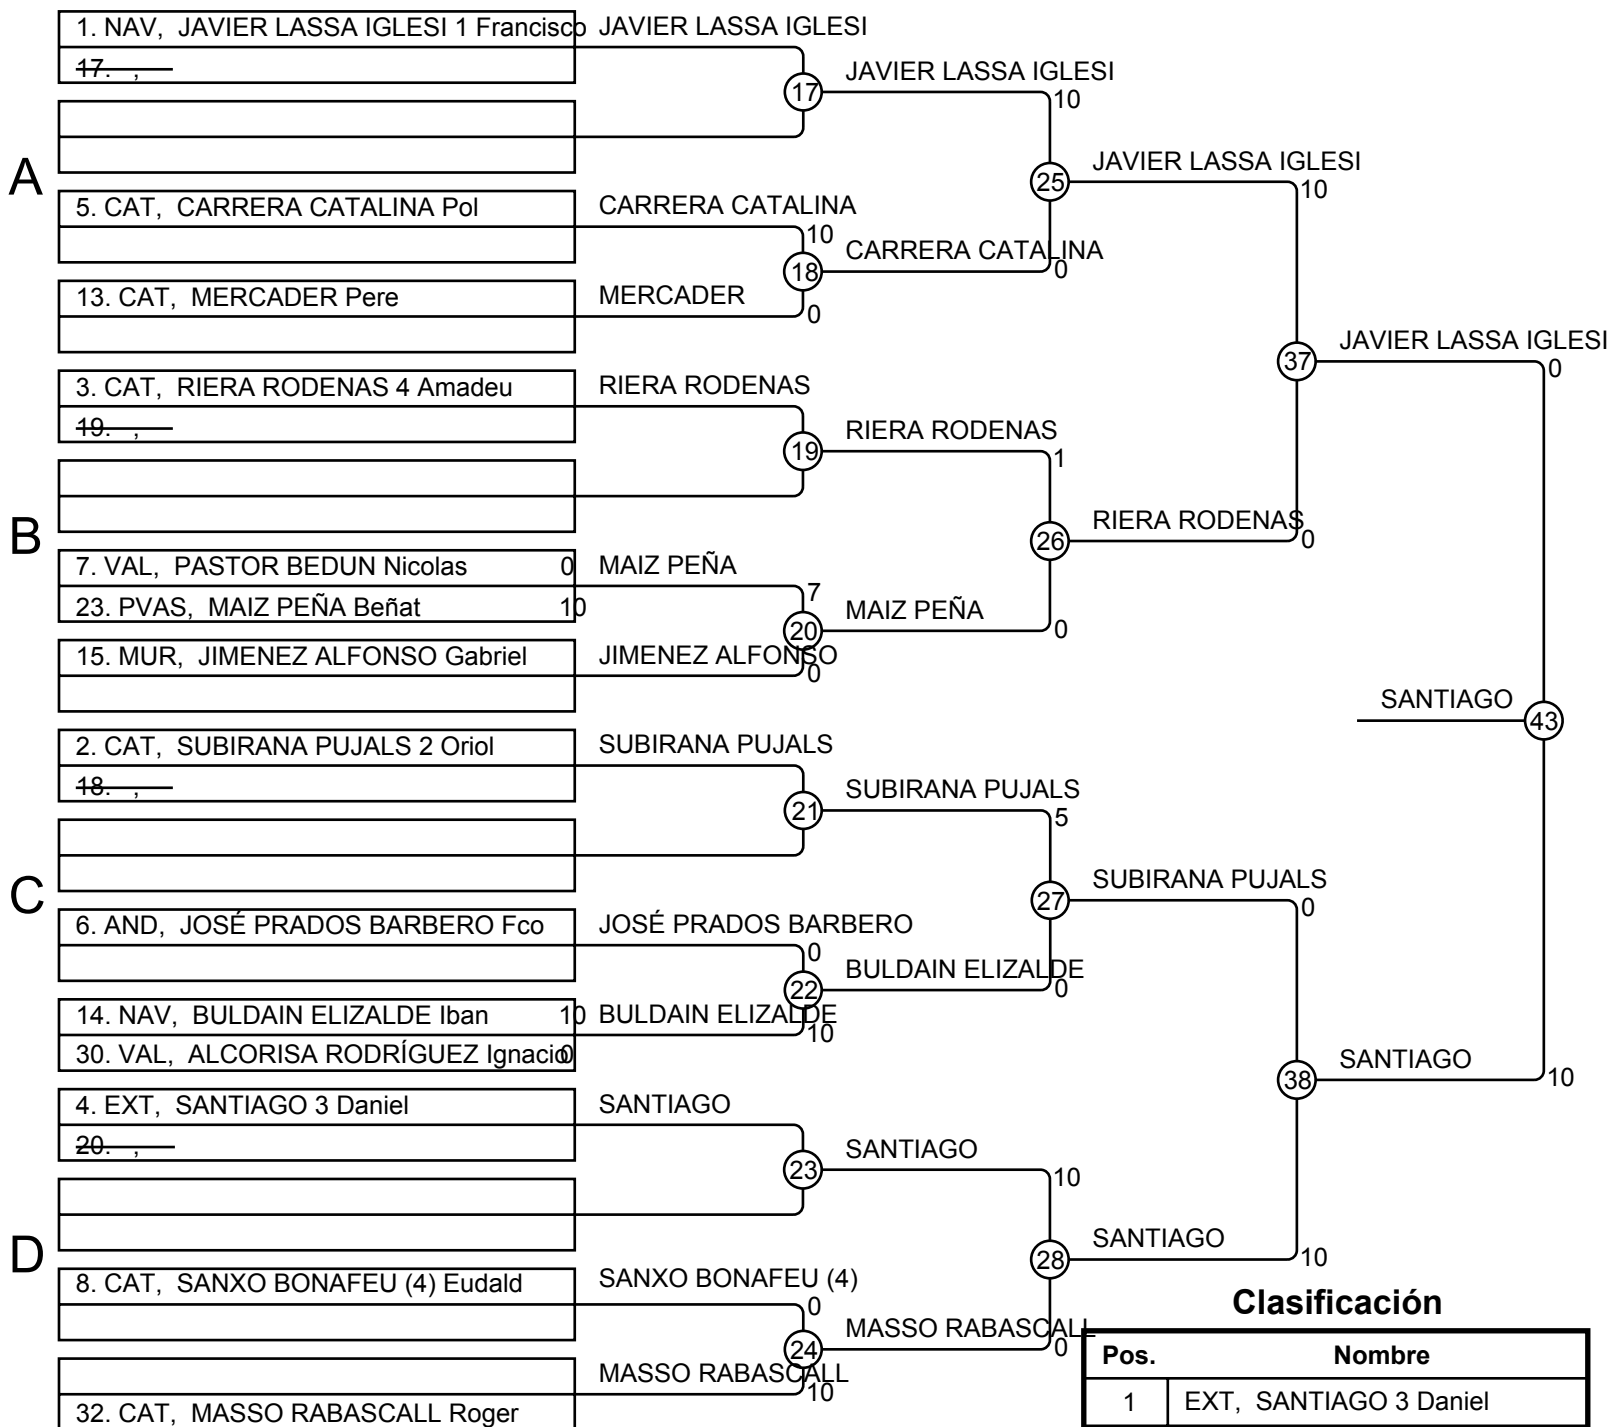 1. NAV, JAVIER LASSA IGLESI 1 Francisco
JAVIER LASSA IGLESI
17. ,
17
JAVIER LASSA IGLESI
10
A
25
JAVIER LASSA IGLESI
10
5. CAT, CARRERA CATALINA Pol
CARRERA CATALINA
10
18
CARRERA CATALINA
0
13. CAT, MERCADER Pere
MERCADER
0
37
JAVIER LASSA IGLESI
0
3. CAT, RIERA RODENAS 4 Amadeu
RIERA RODENAS
19. ,
19
RIERA RODENAS
1
B
26
RIERA RODENAS
0
7. VAL, PASTOR BEDUN Nicolas 0
MAIZ PEÑA
7
23. PVAS, MAIZ PEÑA Beñat 10
20
MAIZ PEÑA
0
15. MUR, JIMENEZ ALFONSO Gabriel
JIMENEZ ALFONSO
0
SANTIAGO
43
2. CAT, SUBIRANA PUJALS 2 Oriol
SUBIRANA PUJALS
18. ,
21
SUBIRANA PUJALS
5
C
27
SUBIRANA PUJALS
0
6. AND, JOSÉ PRADOS BARBERO Fco
JOSÉ PRADOS BARBERO
0
22
BULDAIN ELIZALDE
0
14. NAV, BULDAIN ELIZALDE Iban 10
BULDAIN ELIZALDE
10
30. VAL, ALCORISA RODRÍGUEZ Ignacio 0
38
SANTIAGO
10
4. EXT, SANTIAGO 3 Daniel
SANTIAGO
20. ,
23
SANTIAGO
10
D
28
SANTIAGO
10
8. CAT, SANXO BONAFEU (4) Eudald
SANXO BONAFEU (4)
0
24
MASSO RABASCALL
0
MASSO RABASCALL
10
32. CAT, MASSO RABASCALL Roger
Clasificación
Pos. Nombre
1 EXT, SANTIAGO 3 Daniel